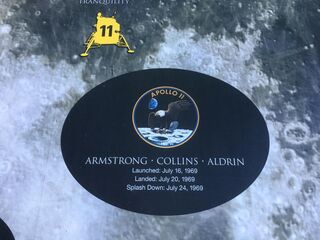 TRANQUILITY
11
APOLLO 11
ARMSTRONG · COLLINS · ALDRIN
Launched: July 16, 1969
Landed: July 20, 1969
Splash Down: July 24, 1969